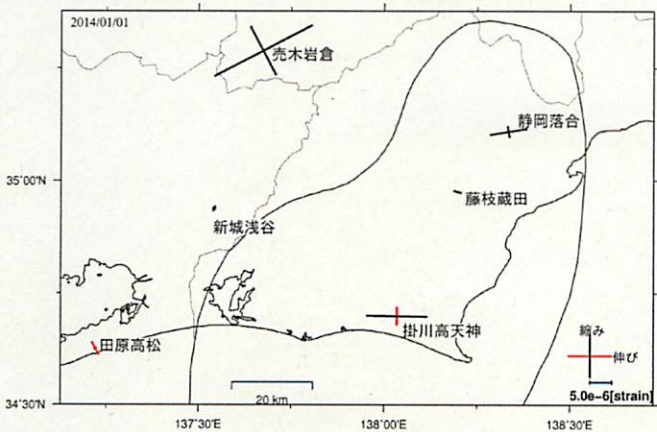 2014/01/01
売木岩倉
静岡落合
35°00'N
藤枝蔵田
新城浅谷
掛川高天神
縮み
伸び
田原高松
20 km
5.0e-6[strain]
34°30'N
137°30'E
138°00'E
138°30'E